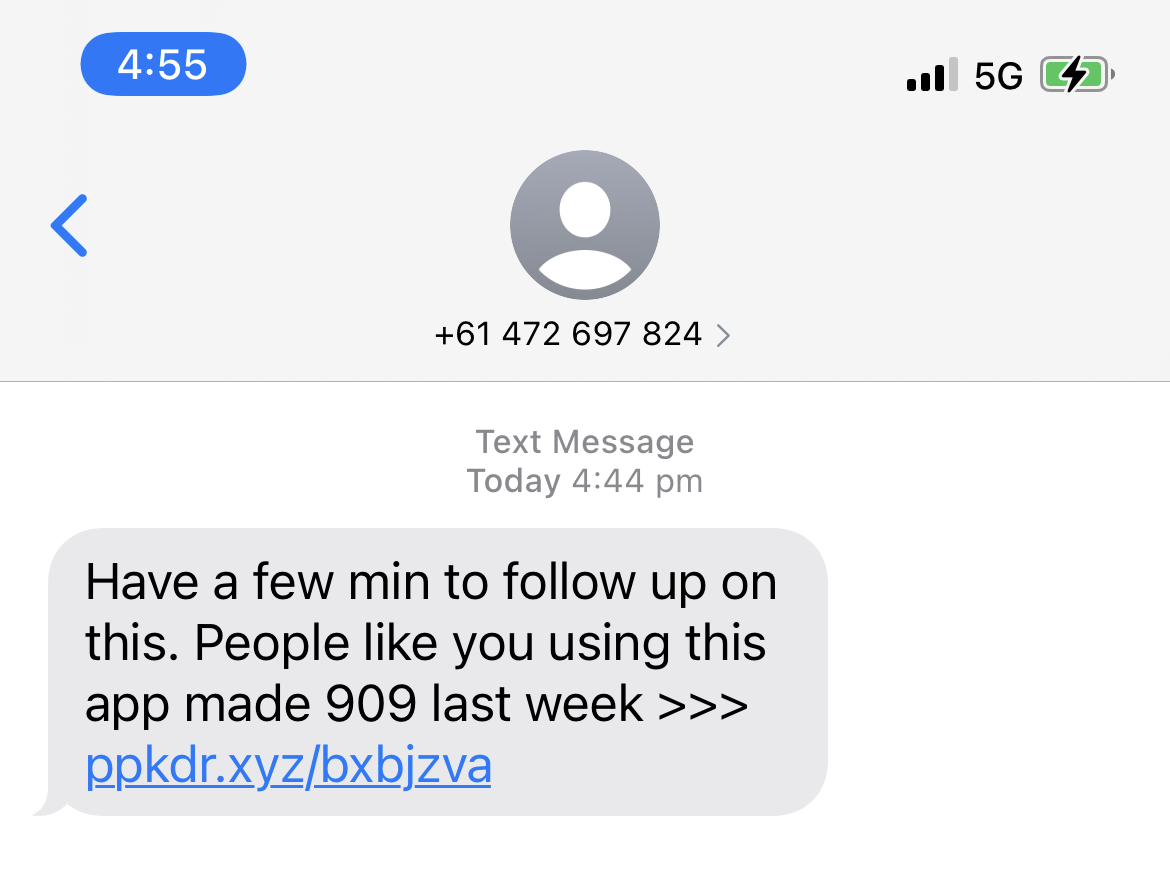 4:55
5G
+61 472 697 824
Text Message
Today 4:44 pm
Have a few min to follow up on
this. People like you using this
app made 909 last week >>>
ppkdr.xyz/bxbjzva